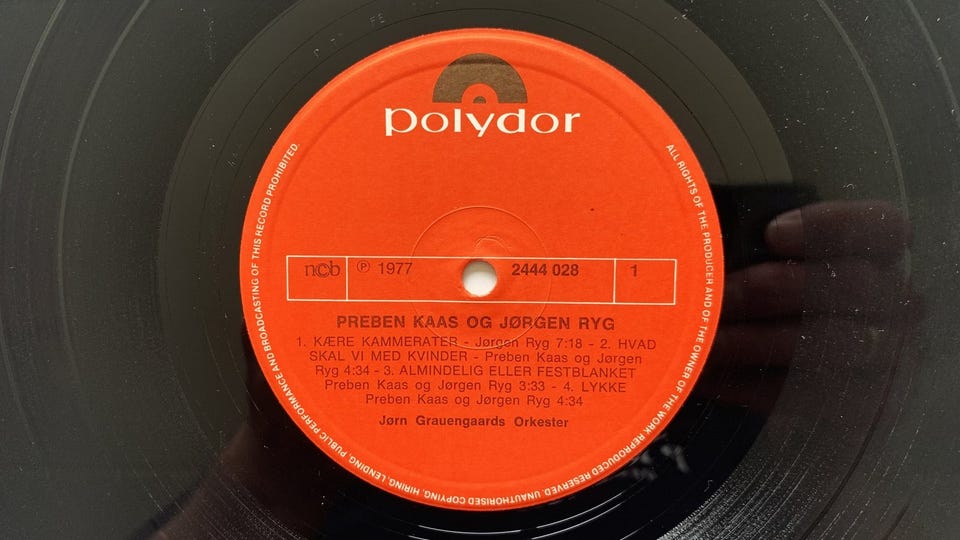 polydor
ncb ℗ 1977 2444 028 1
PREBEN KAAS OG JØRGEN RYG
1. KÆRE KAMMERATER - Jørgen Ryg 7:18 - 2. HVAD
SKAL VI MED KVINDER - Preben Kaas og Jørgen
Ryg 4:34 - 3. ALMINDELIG ELLER FESTBLANKET
Preben Kaas og Jørgen Ryg 3:33 - 4. LYKKE
Preben Kaas og Jørgen Ryg 4:34
Jørn Grauengaards Orkester
ALL RIGHTS OF THE PRODUCER AND OF THE OWNER OF THE WORK REPRODUCED RESERVED. UNAUTHORISED COPYING, HIRING, LENDING, PUBLIC PERFORMANCE AND BROADCASTING OF THIS RECORD PROHIBITED.